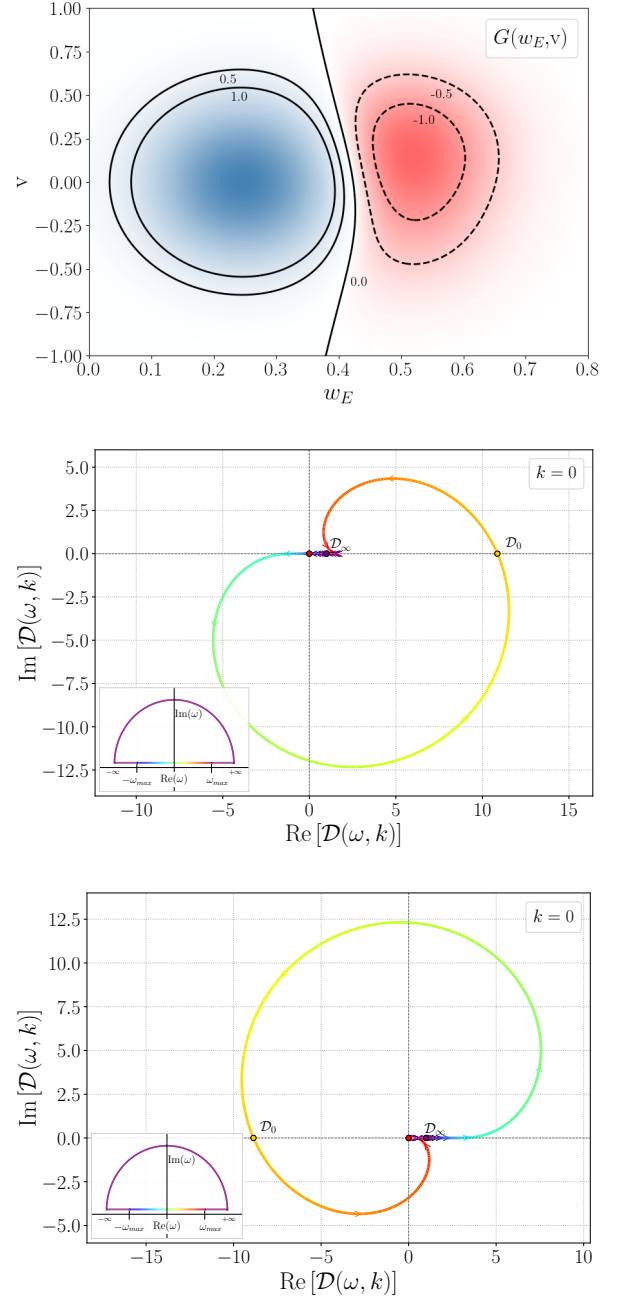 1.00
0.75
0.50
0.25
0.00
−0.25
−0.50
−0.75
−1.00
v
G(w_E,v)
0.5
1.0
-0.5
-1.0
0.0
0.0 0.1 0.2 0.3 0.4 0.5 0.6 0.7 0.8
w_E
k = 0
5.0
2.5
0.0
−2.5
−5.0
−7.5
−10.0
−12.5
Im [𝒟(ω, k)]
𝒟_∞
𝒟_0
Im(ω)
−∞ Re(ω) +∞
−ω_max ω_max
−10 −5 0 5 10 15
Re [𝒟(ω, k)]
k = 0
12.5
10.0
7.5
5.0
2.5
0.0
−2.5
−5.0
Im [𝒟(ω, k)]
𝒟_0
𝒟_∞
Im(ω)
−∞ Re(ω) +∞
−ω_max ω_max
−15 −10 −5 0 5 10
Re [𝒟(ω, k)]